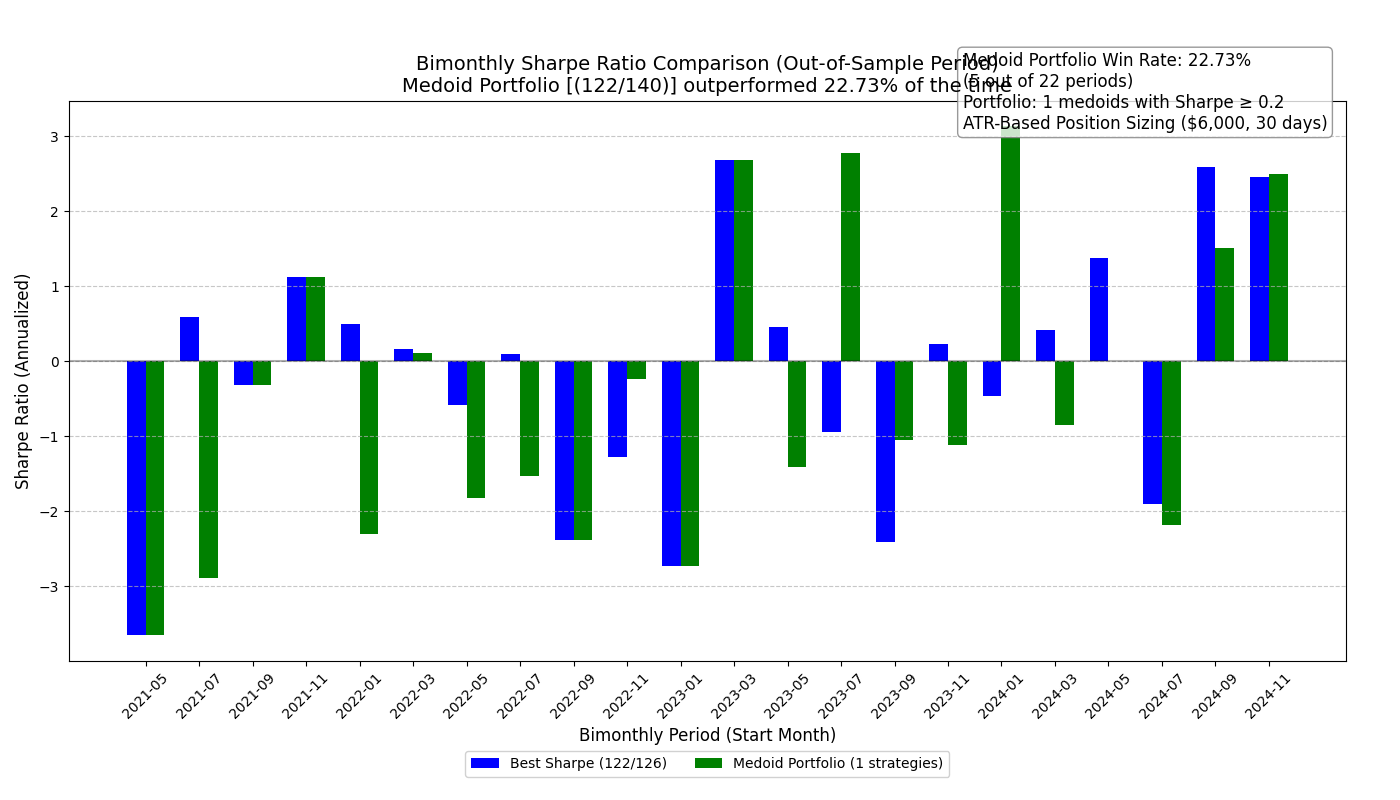 Bimonthly Sharpe Ratio Comparison (Out-of-Sample Period)
Medoid Portfolio [(122/140)] outperformed 22.73% of the time
Medoid Portfolio Win Rate: 22.73%
(5 out of 22 periods)
Portfolio: 1 medoids with Sharpe ≥ 0.2
ATR-Based Position Sizing ($6,000, 30 days)
Sharpe Ratio (Annualized)
3
2
1
0
−1
−2
−3
2021-05
2021-07
2021-09
2021-11
2022-01
2022-03
2022-05
2022-07
2022-09
2022-11
2023-01
2023-03
2023-05
2023-07
2023-09
2023-11
2024-01
2024-03
2024-05
2024-07
2024-09
2024-11
Bimonthly Period (Start Month)
Best Sharpe (122/126)
Medoid Portfolio (1 strategies)